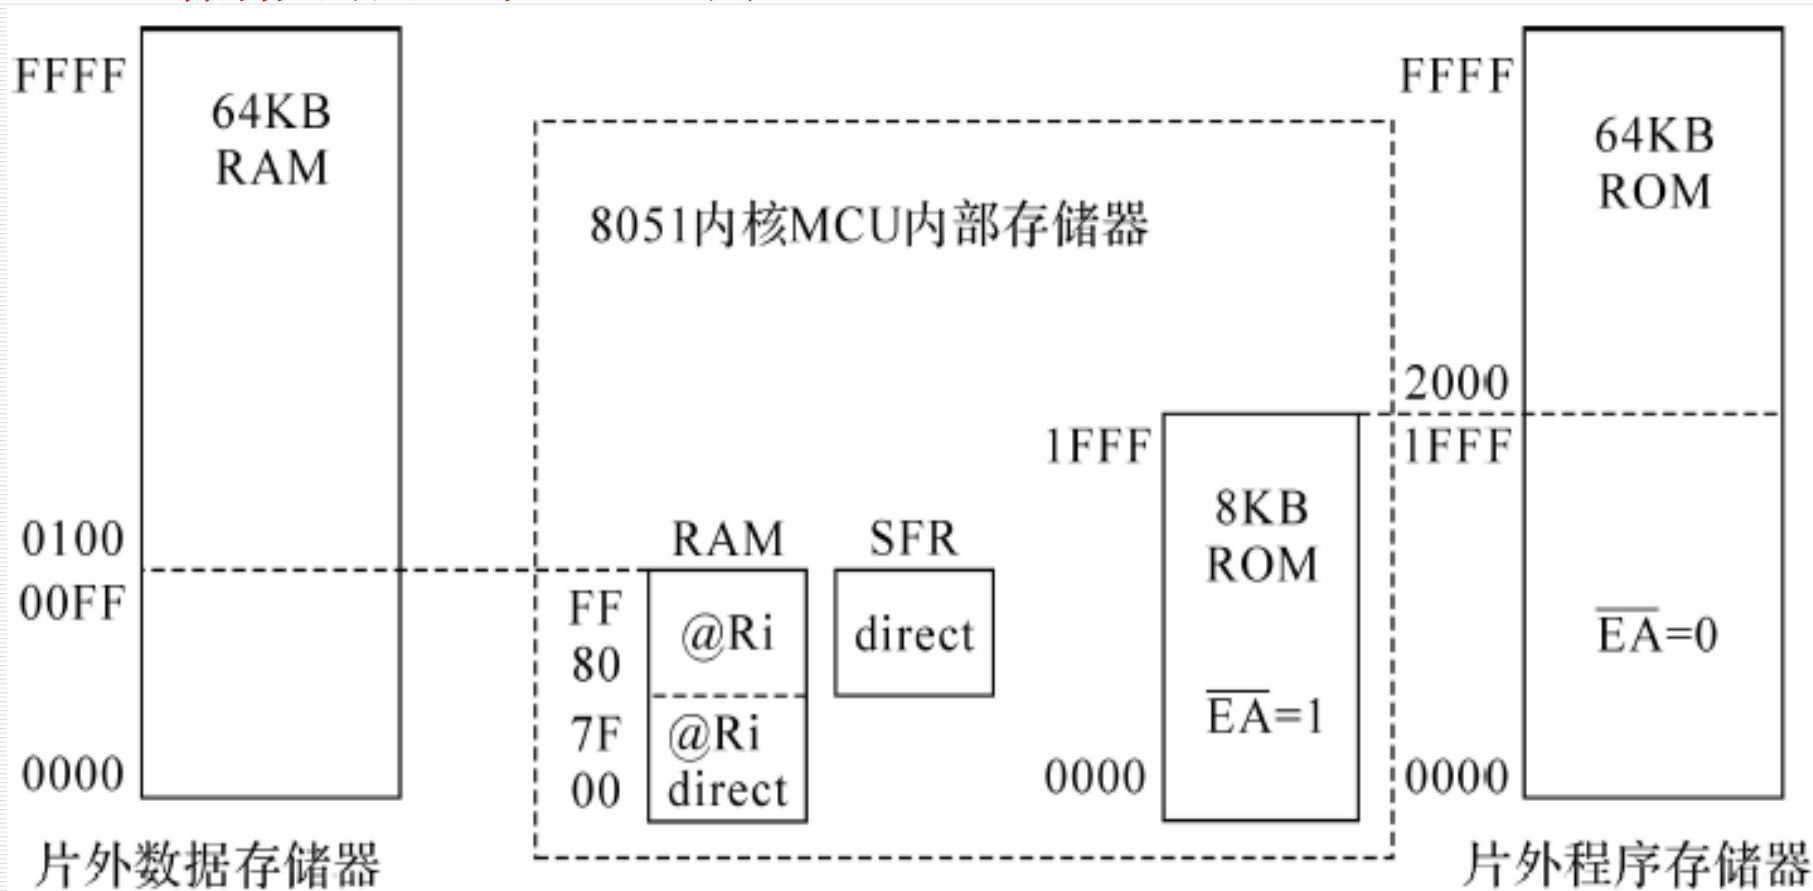 FFFF
64KB
RAM
0100
00FF
0000
片外数据存储器
8051内核MCU内部存储器
RAM
SFR
FF
80
@Ri
direct
7F
00
@Ri
direct
1FFF
8KB
ROM
E̅A̅=1
0000
FFFF
64KB
ROM
2000
1FFF
E̅A̅=0
0000
片外程序存储器